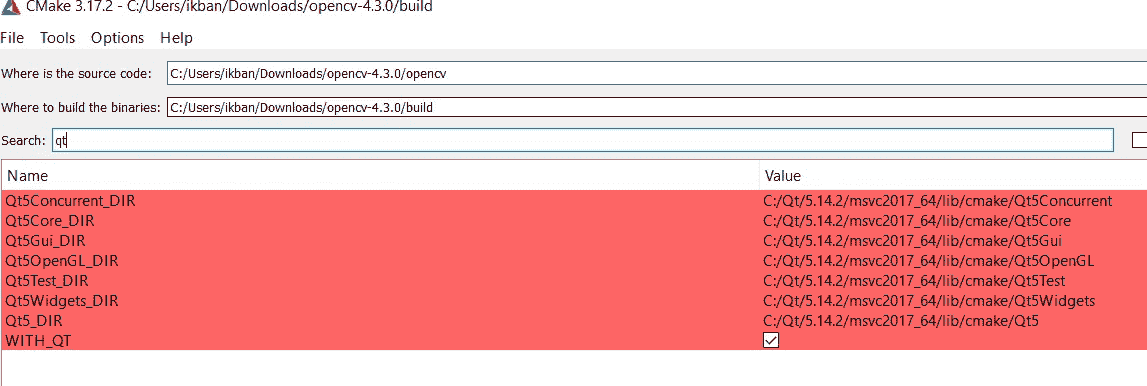 CMake 3.17.2 - C:/Users/ikban/Downloads/opencv-4.3.0/build
File Tools Options Help
Where is the source code: C:/Users/ikban/Downloads/opencv-4.3.0/opencv
Where to build the binaries: C:/Users/ikban/Downloads/opencv-4.3.0/build
Search: qt
Name Value
Qt5Concurrent_DIR C:/Qt/5.14.2/msvc2017_64/lib/cmake/Qt5Concurrent
Qt5Core_DIR C:/Qt/5.14.2/msvc2017_64/lib/cmake/Qt5Core
Qt5Gui_DIR C:/Qt/5.14.2/msvc2017_64/lib/cmake/Qt5Gui
Qt5OpenGL_DIR C:/Qt/5.14.2/msvc2017_64/lib/cmake/Qt5OpenGL
Qt5Test_DIR C:/Qt/5.14.2/msvc2017_64/lib/cmake/Qt5Test
Qt5Widgets_DIR C:/Qt/5.14.2/msvc2017_64/lib/cmake/Qt5Widgets
Qt5_DIR C:/Qt/5.14.2/msvc2017_64/lib/cmake/Qt5
WITH_QT